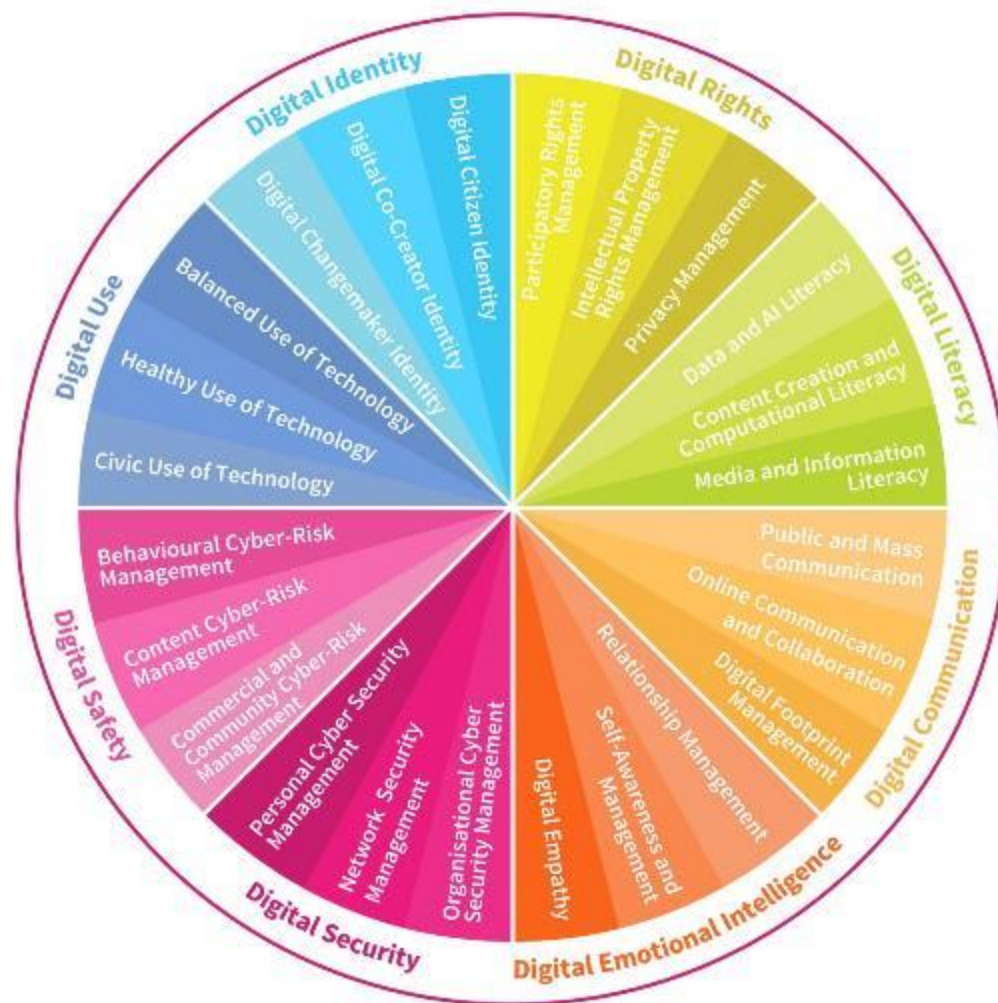 Digital Identity
Digital Citizen Identity
Digital Co-Creator Identity
Digital Changemaker Identity
Digital Rights
Participatory Rights
Management
Intellectual Property
Rights Management
Privacy Management
Digital Literacy
Data and AI Literacy
Content Creation and
Computational Literacy
Media and Information
Literacy
Digital Communication
Public and Mass
Communication
Online Communication
and Collaboration
Digital Footprint
Management
Digital Emotional Intelligence
Relationship Management
Self-Awareness and
Management
Digital Empathy
Digital Security
Organisational Cyber
Security Management
Network Security
Management
Personal Cyber Security
Management
Digital Safety
Commercial and
Community Cyber-Risk
Management
Content Cyber-Risk
Management
Behavioural Cyber-Risk
Management
Digital Use
Civic Use of Technology
Healthy Use of Technology
Balanced Use of Technology